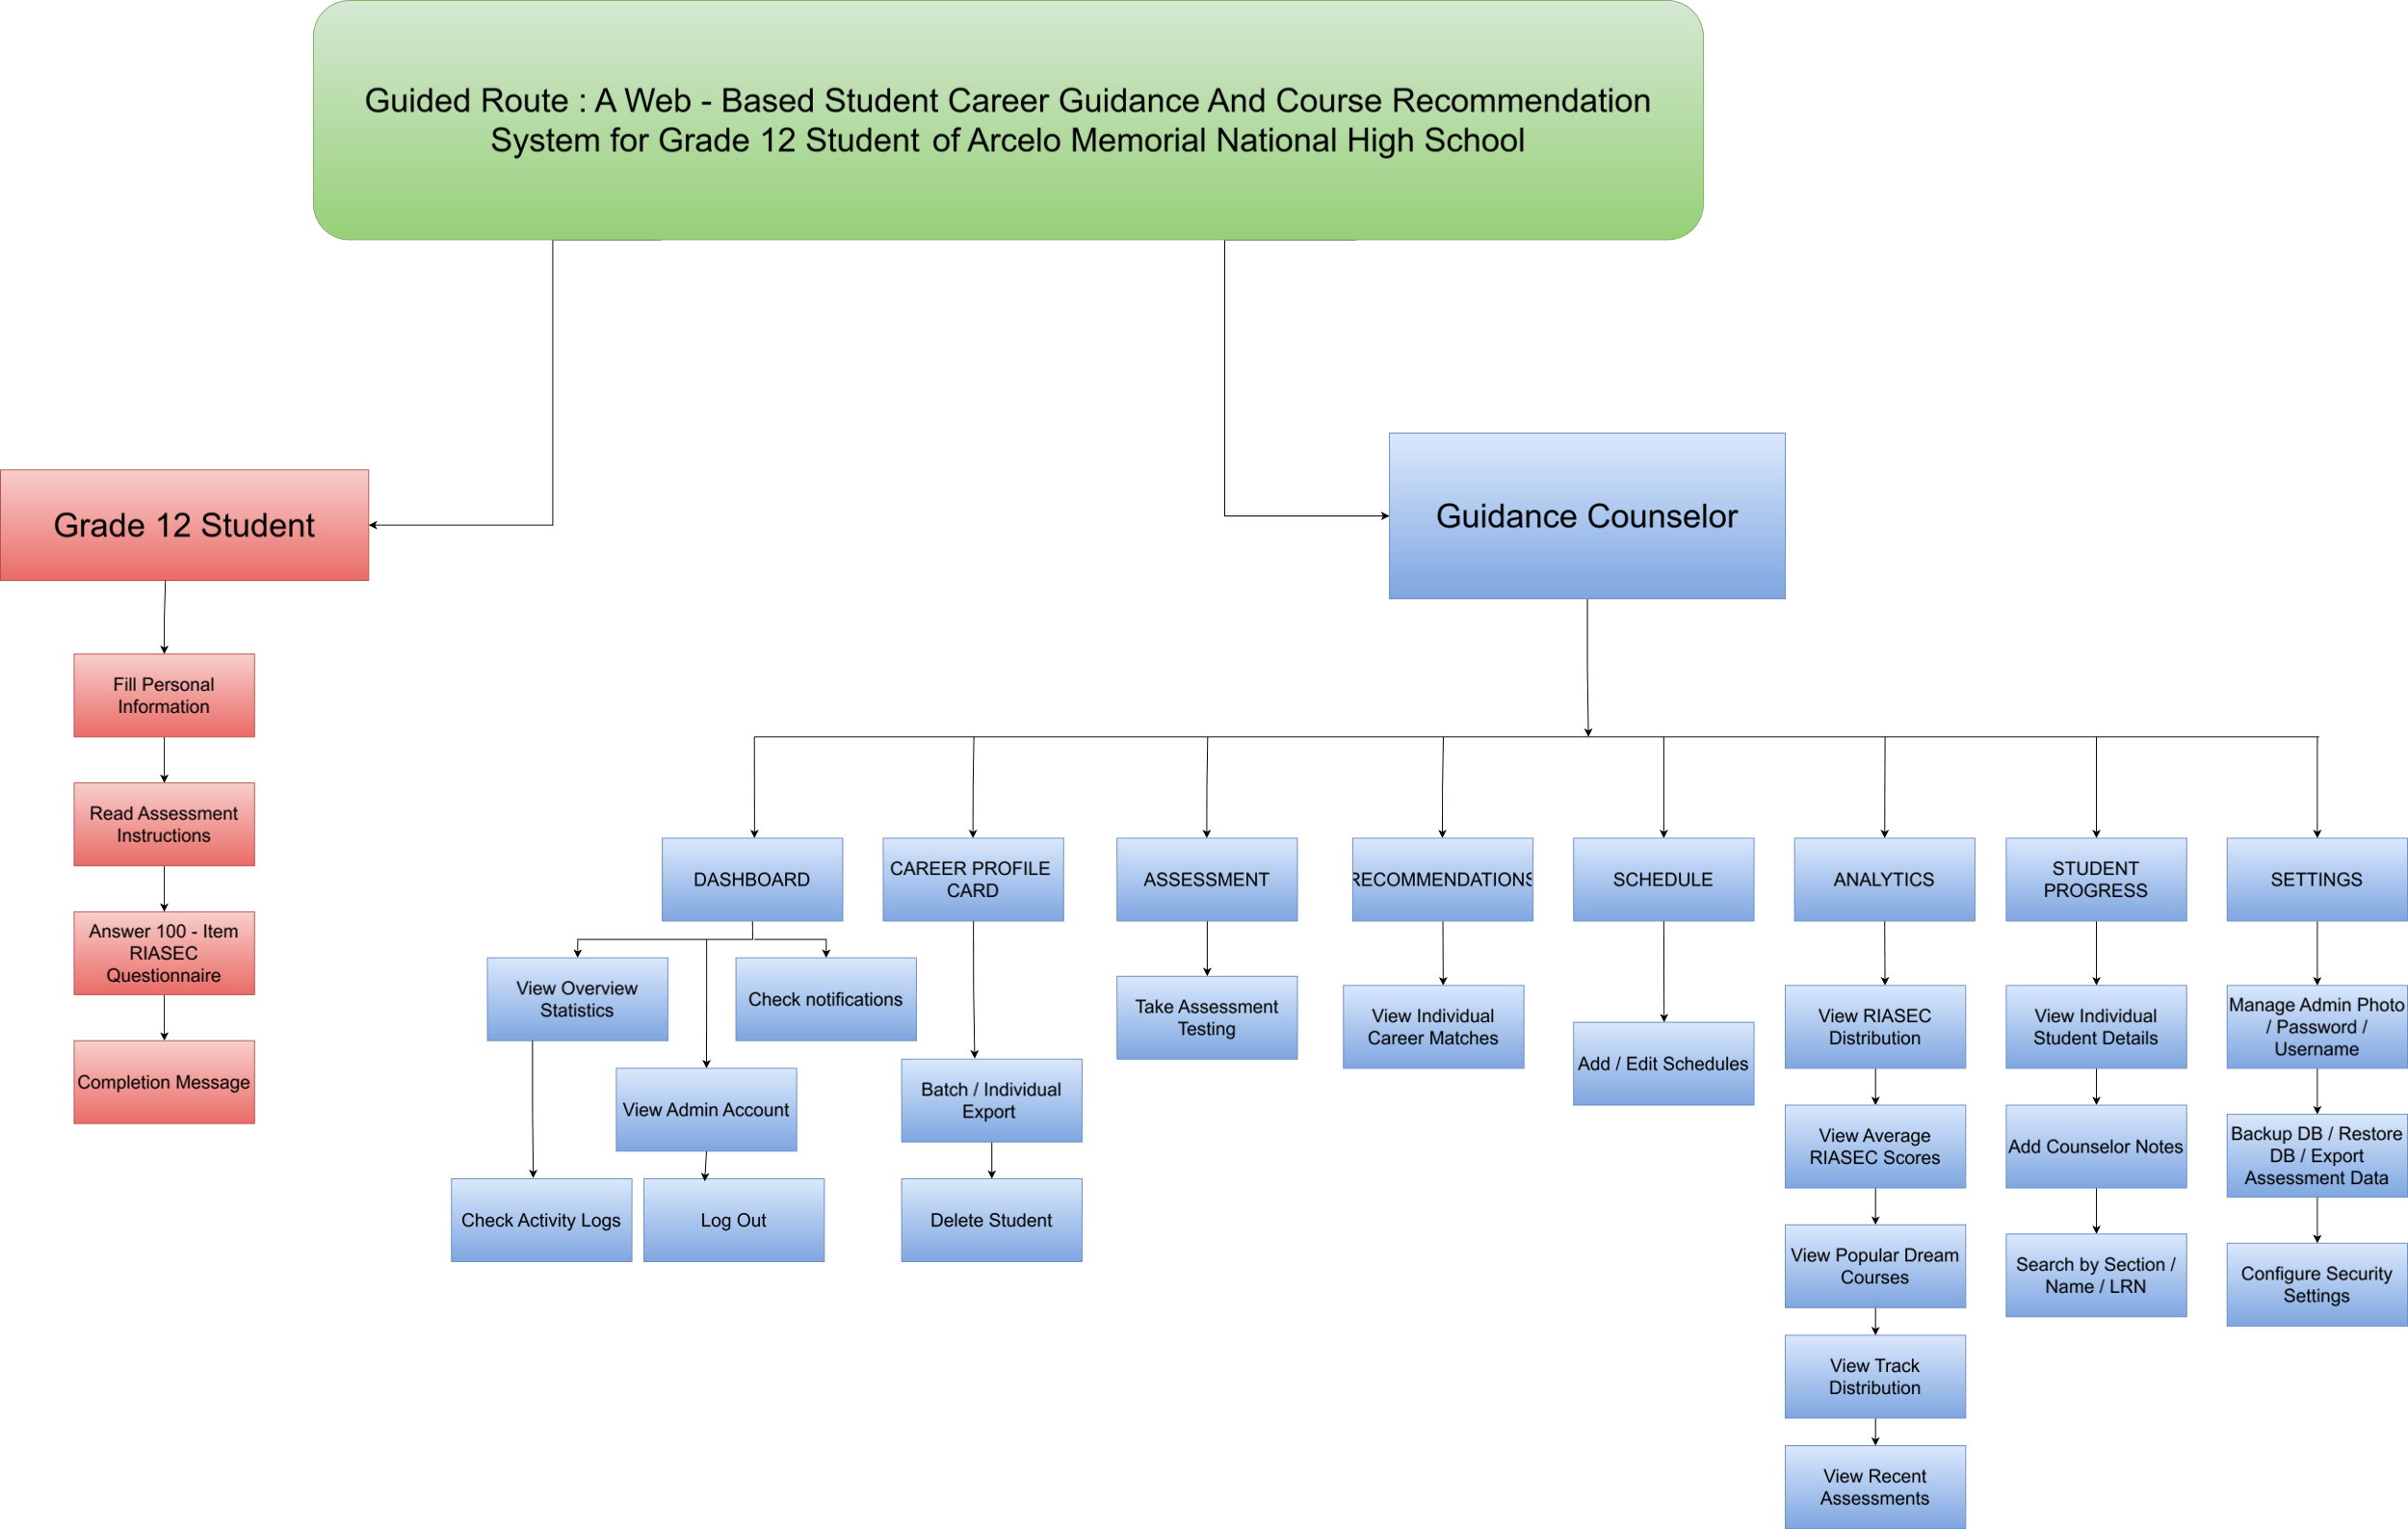 Guided Route : A Web - Based Student Career Guidance And Course Recommendation
System for Grade 12 Student of Arcelo Memorial National High School
Grade 12 Student
Guidance Counselor
Fill Personal
Information
Read Assessment
Instructions
Answer 100 - Item
RIASEC
Questionnaire
Completion Message
DASHBOARD
View Overview
Statistics
Check notifications
View Admin Account
Check Activity Logs
Log Out
CAREER PROFILE
CARD
Batch / Individual
Export
Delete Student
ASSESSMENT
Take Assessment
Testing
RECOMMENDATIONS
View Individual
Career Matches
SCHEDULE
Add / Edit Schedules
ANALYTICS
View RIASEC
Distribution
View Average
RIASEC Scores
View Popular Dream
Courses
View Track
Distribution
View Recent
Assessments
STUDENT
PROGRESS
View Individual
Student Details
Add Counselor Notes
Search by Section /
Name / LRN
SETTINGS
Manage Admin Photo
/ Password /
Username
Backup DB / Restore
DB / Export
Assessment Data
Configure Security
Settings